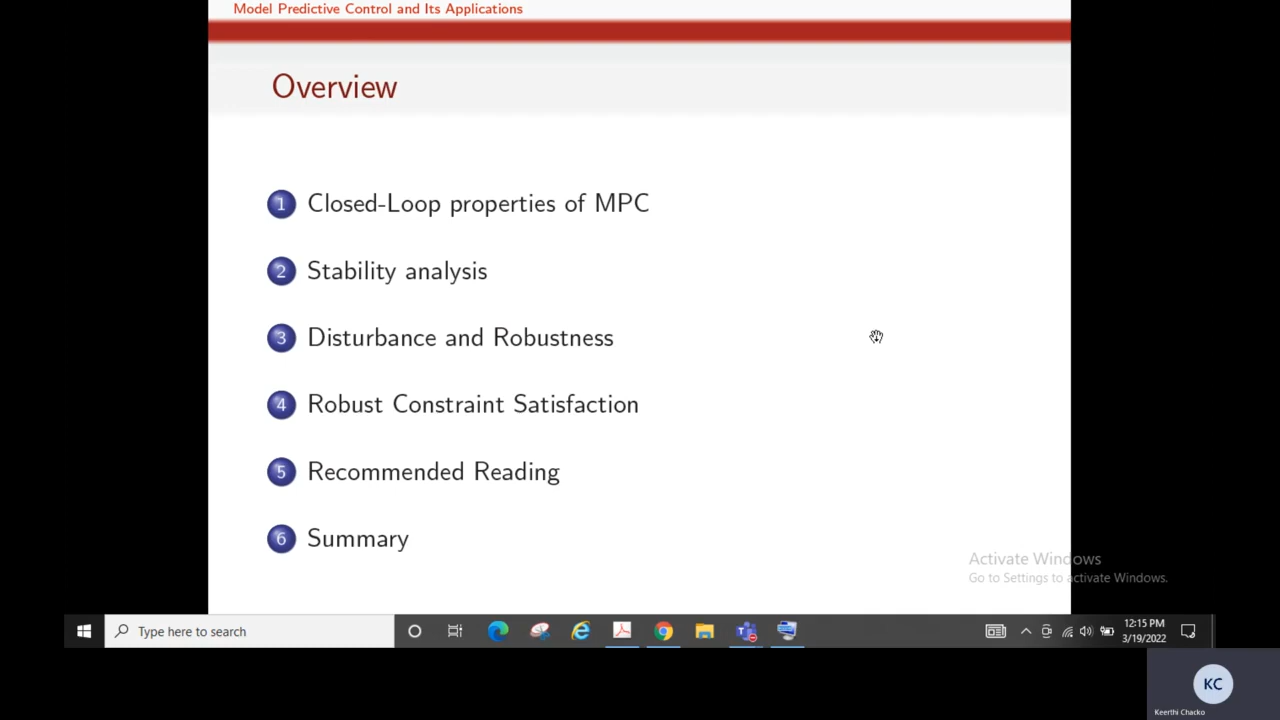 Model Predictive Control and Its Applications
Overview
1 Closed-Loop properties of MPC
2 Stability analysis
3 Disturbance and Robustness
4 Robust Constraint Satisfaction
5 Recommended Reading
6 Summary
Activate Windows
Go to Settings to activate Windows.
Type here to search
12:15 PM
3/19/2022
KC
Keerthi Chacko